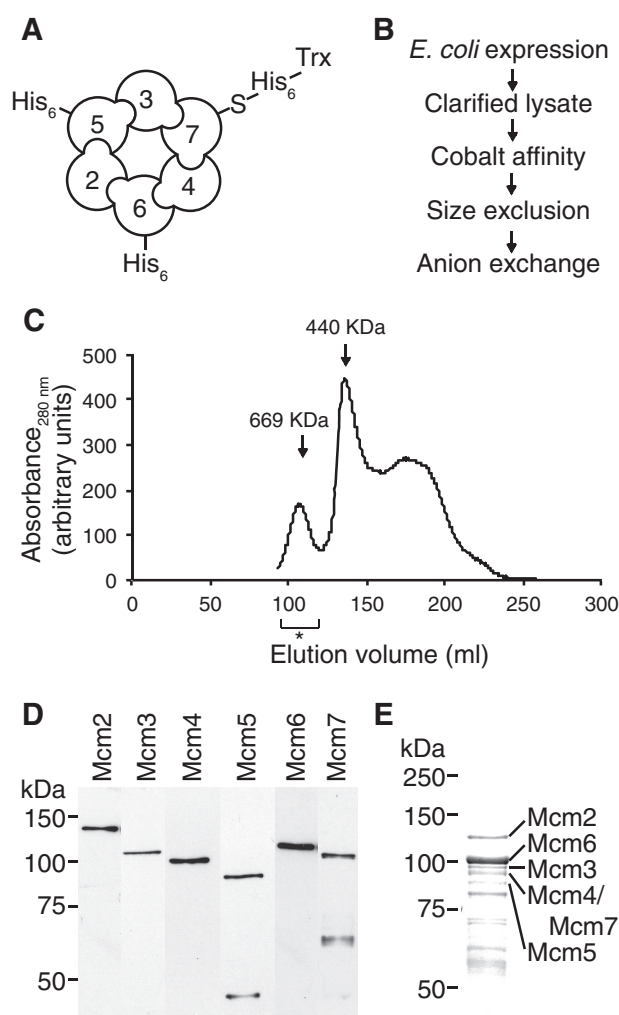 A
His6
5
3
7
S
His6
Trx
2
4
6
His6
B
E. coli expression
Clarified lysate
Cobalt affinity
Size exclusion
Anion exchange
C
440 KDa
669 KDa
Absorbance280 nm
(arbitrary units)
500
400
300
200
100
0
0 50 100 150 200 250 300
*
Elution volume (ml)
D
Mcm2
Mcm3
Mcm4
Mcm5
Mcm6
Mcm7
kDa
150
100
75
50
E
kDa
250
150
100
75
50
Mcm2
Mcm6
Mcm3
Mcm4/
Mcm7
Mcm5